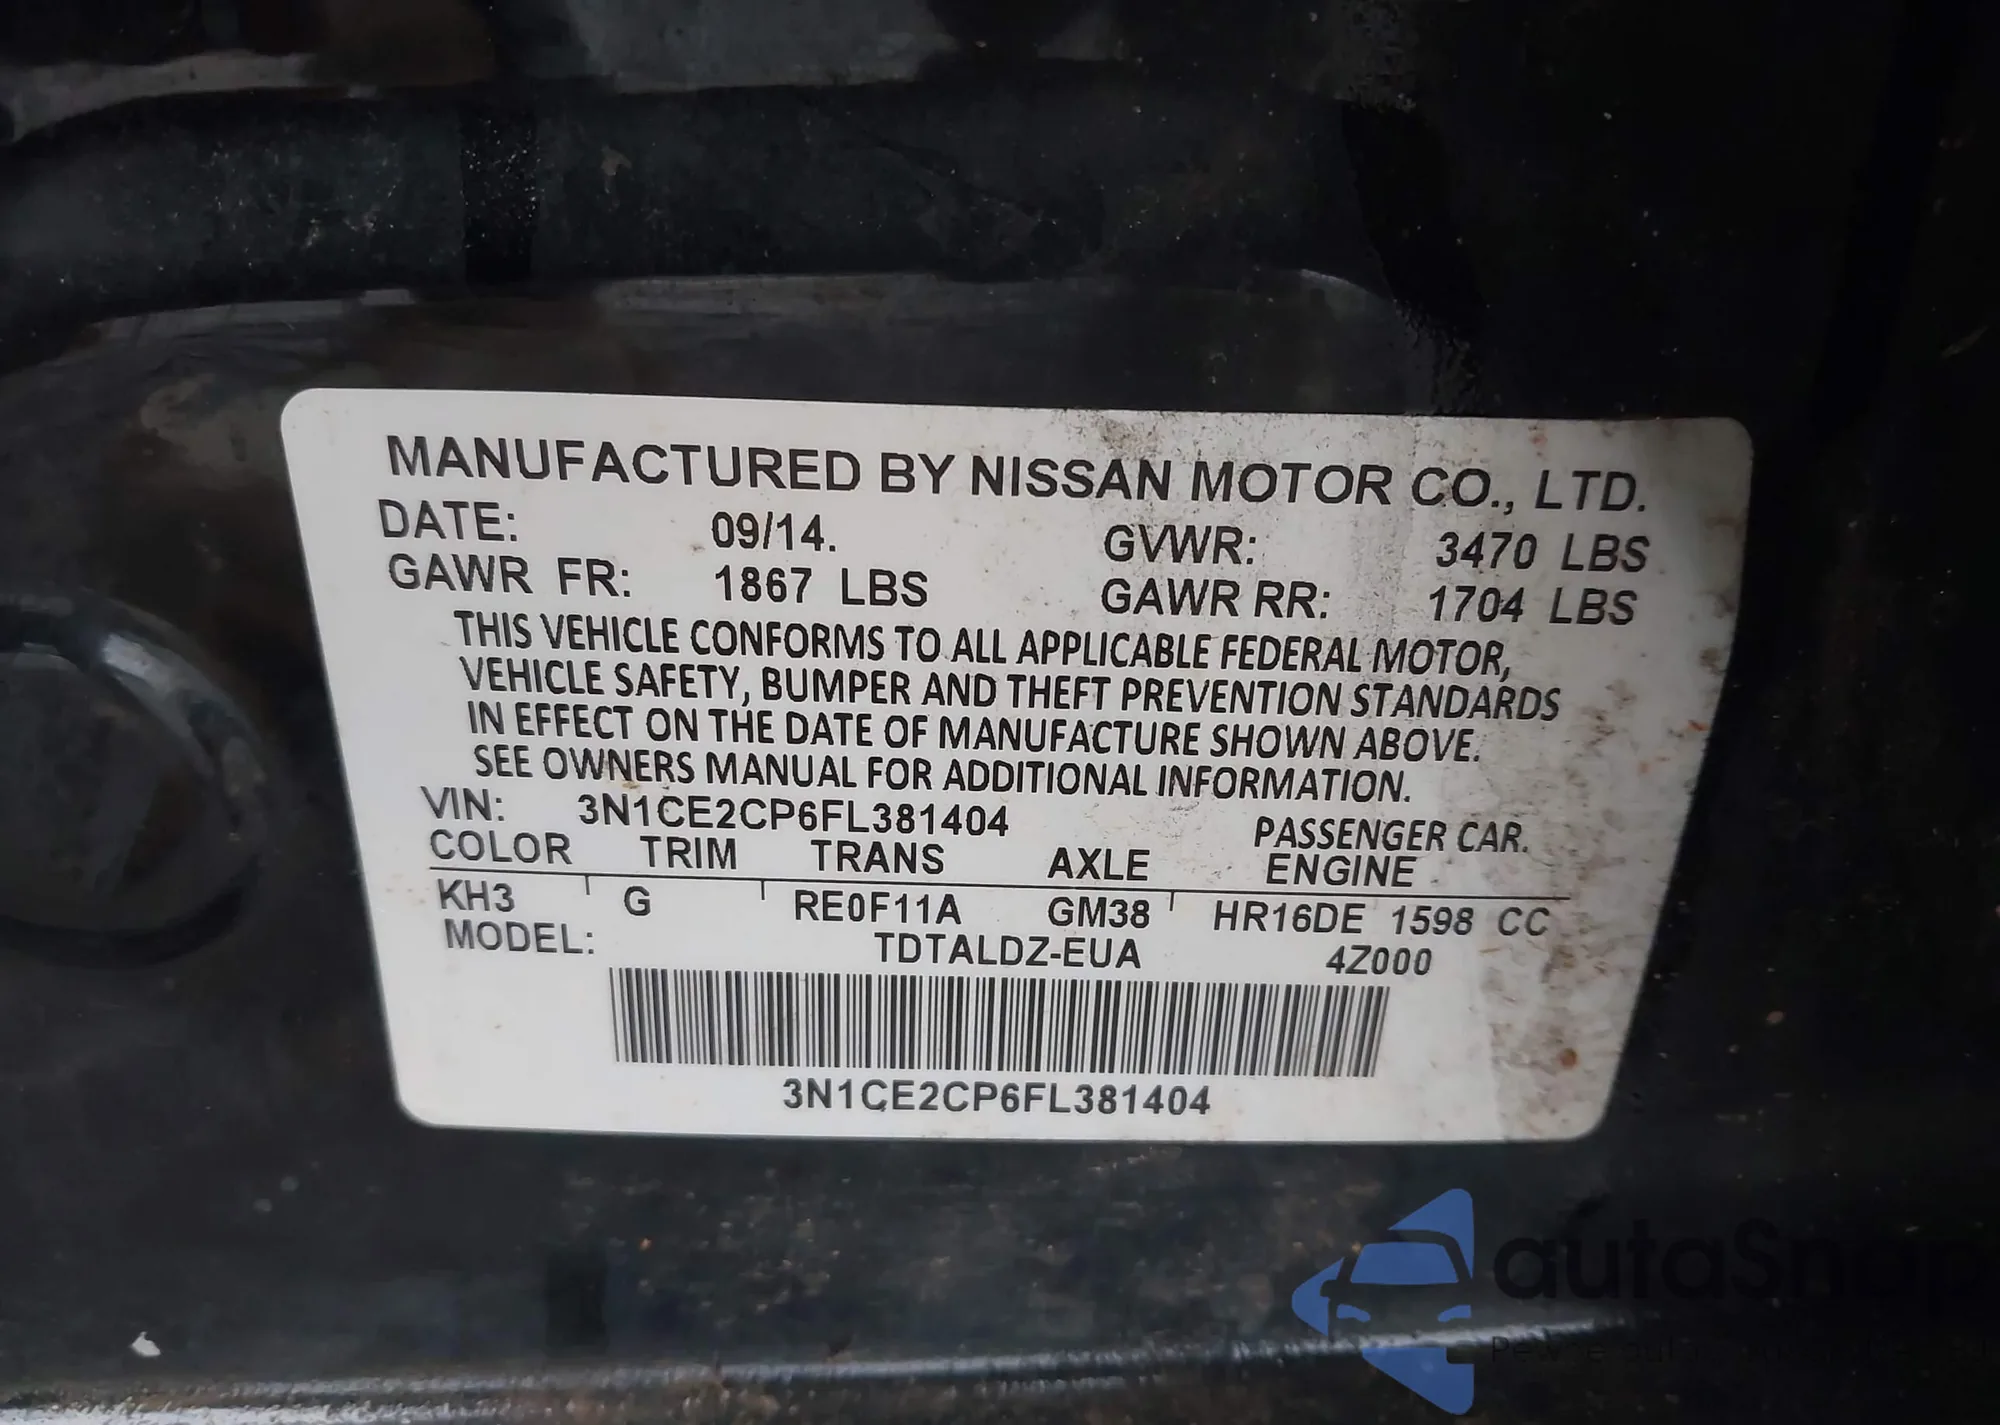 MANUFACTURED BY NISSAN MOTOR CO., LTD.
DATE: 09/14. GVWR: 3470 LBS
GAWR FR: 1867 LBS GAWR RR: 1704 LBS
THIS VEHICLE CONFORMS TO ALL APPLICABLE FEDERAL MOTOR,
VEHICLE SAFETY, BUMPER AND THEFT PREVENTION STANDARDS
IN EFFECT ON THE DATE OF MANUFACTURE SHOWN ABOVE.
SEE OWNERS MANUAL FOR ADDITIONAL INFORMATION.
VIN: 3N1CE2CP6FL381404 PASSENGER CAR.
COLOR TRIM TRANS AXLE ENGINE
KH3 G RE0F11A GM38 HR16DE 1598 CC
MODEL: TDTALDZ-EUA 4Z000
3N1CE2CP6FL381404
autaSnap